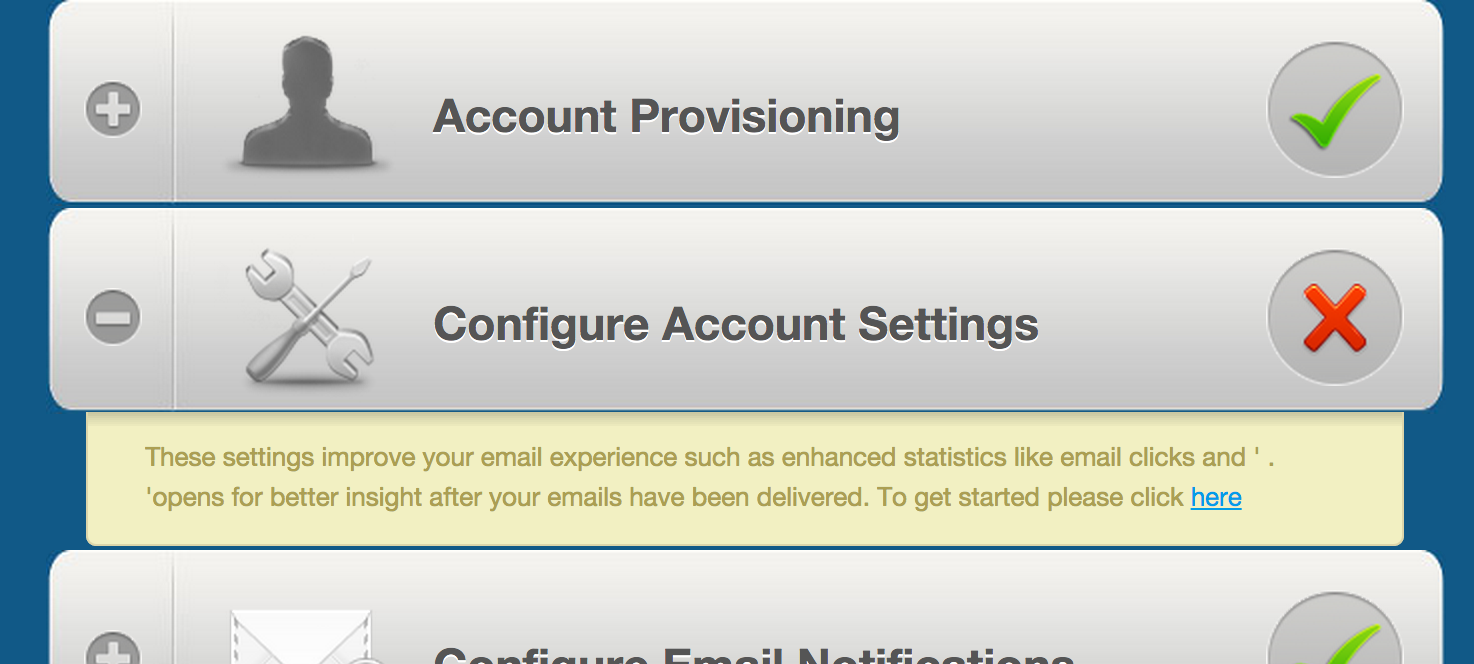 Account Provisioning
Configure Account Settings
These settings improve your email experience such as enhanced statistics like email clicks and ' .
'opens for better insight after your emails have been delivered. To get started please click here
Configure Email Notifications